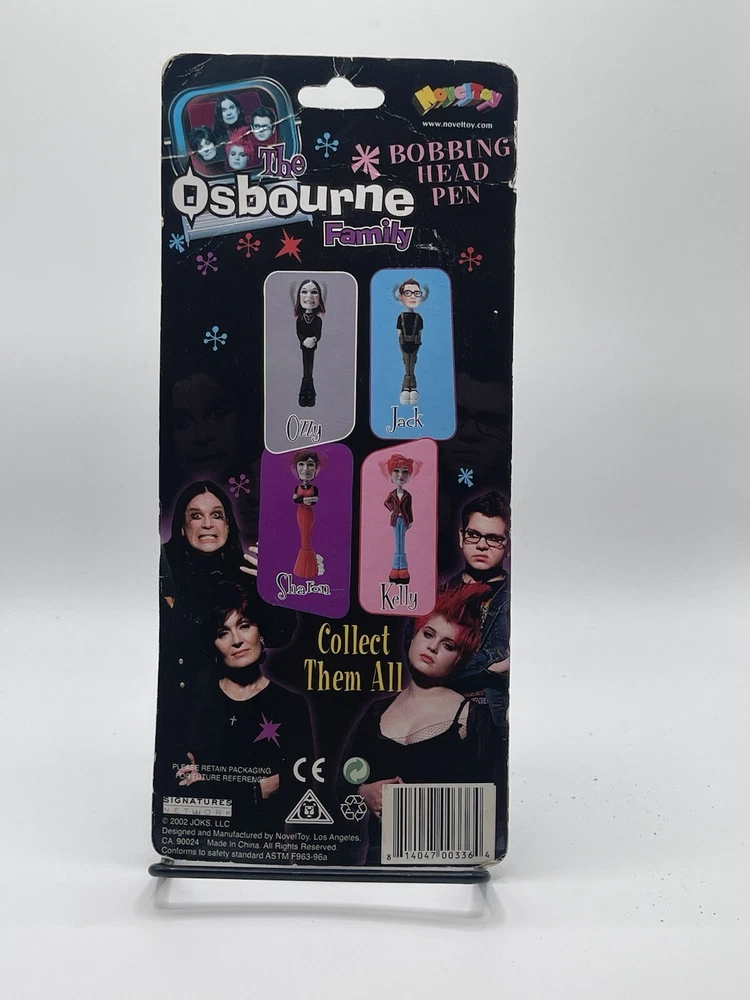 NovelToy
www.noveltoy.com
The
Osbourne
Family
BOBBING
HEAD
PEN
Ozzy
Jack
Sharon
Kelly
Collect
Them All
PLEASE RETAIN PACKAGING
FOR FUTURE REFERENCE
CE
SIGNATURES
NETWORK
© 2002 JOKS, LLC
Designed and Manufactured by NovelToy, Los Angeles,
CA. 90024 Made In China. All Rights Reserved.
Conforms to safety standard ASTM F963-96a
8 14047 00336 4